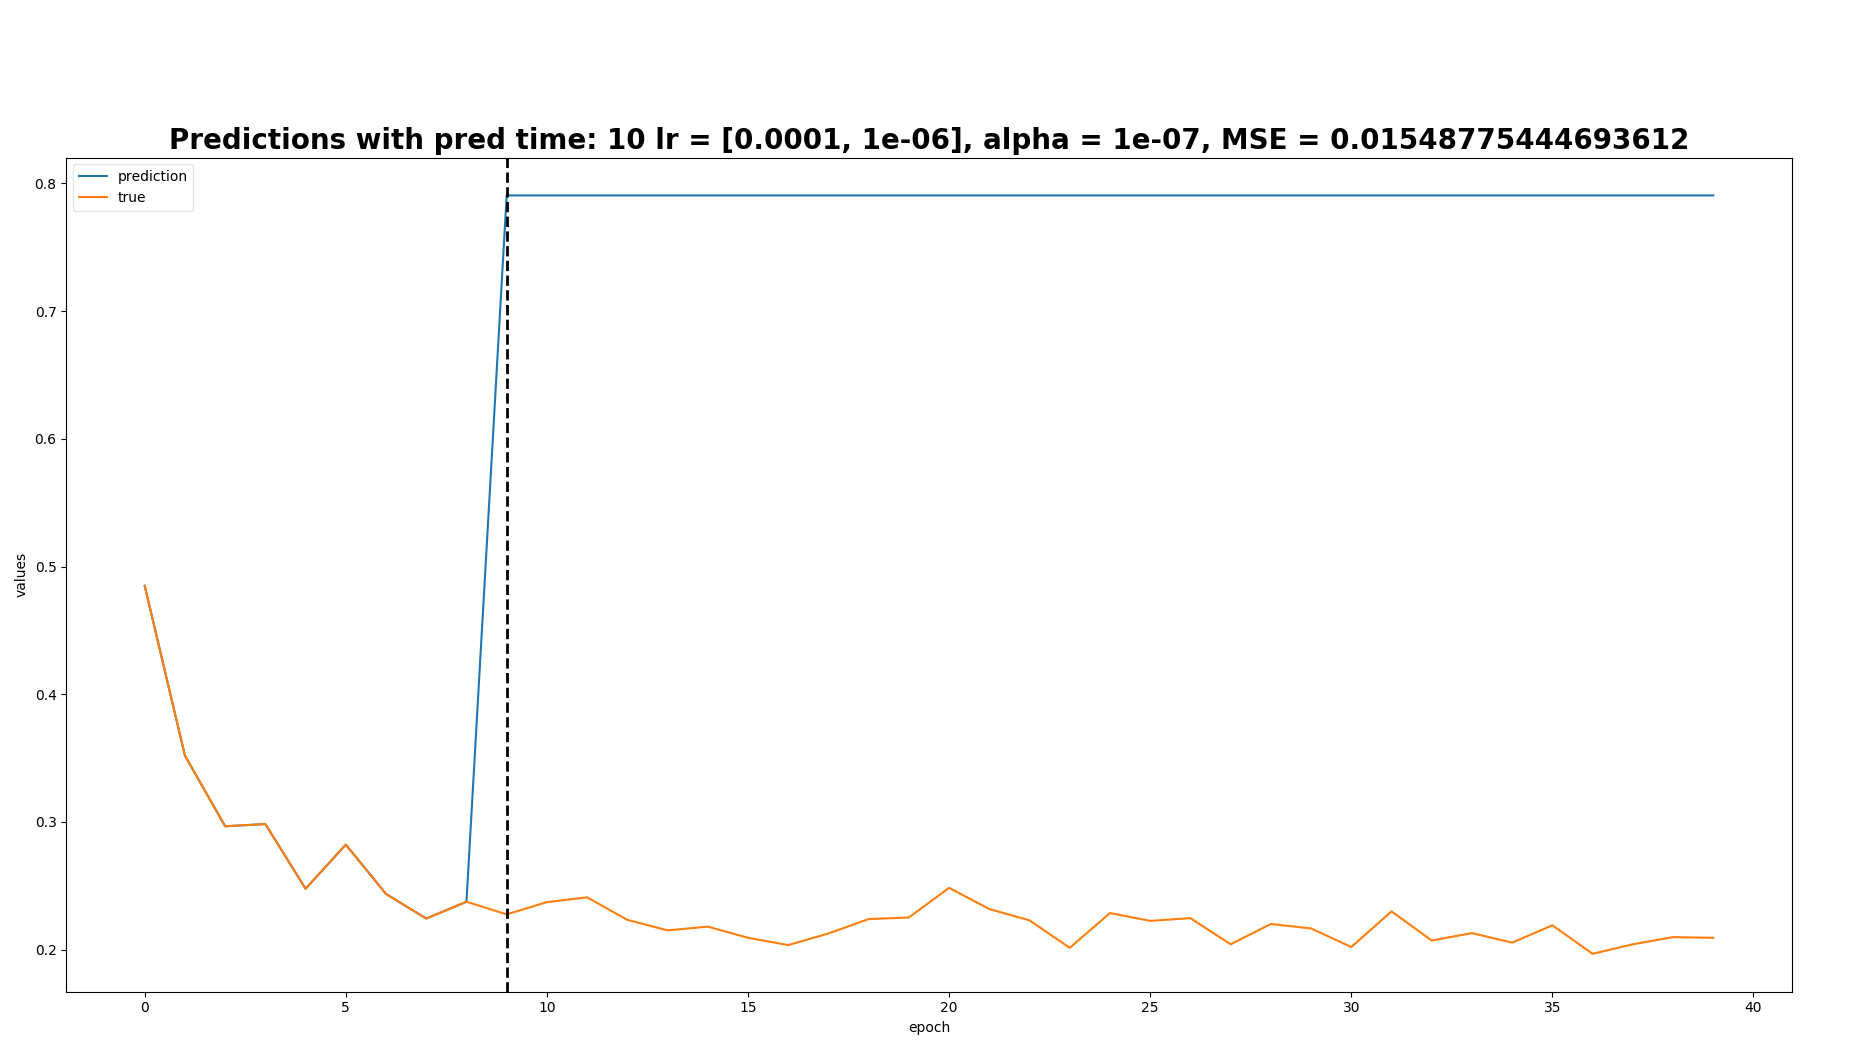 Predictions with pred time: 10 lr = [0.0001, 1e-06], alpha = 1e-07, MSE = 0.01548775444693612
prediction
true
0.8
0.7
0.6
0.5
0.4
0.3
0.2
values
0 5 10 15 20 25 30 35 40
epoch